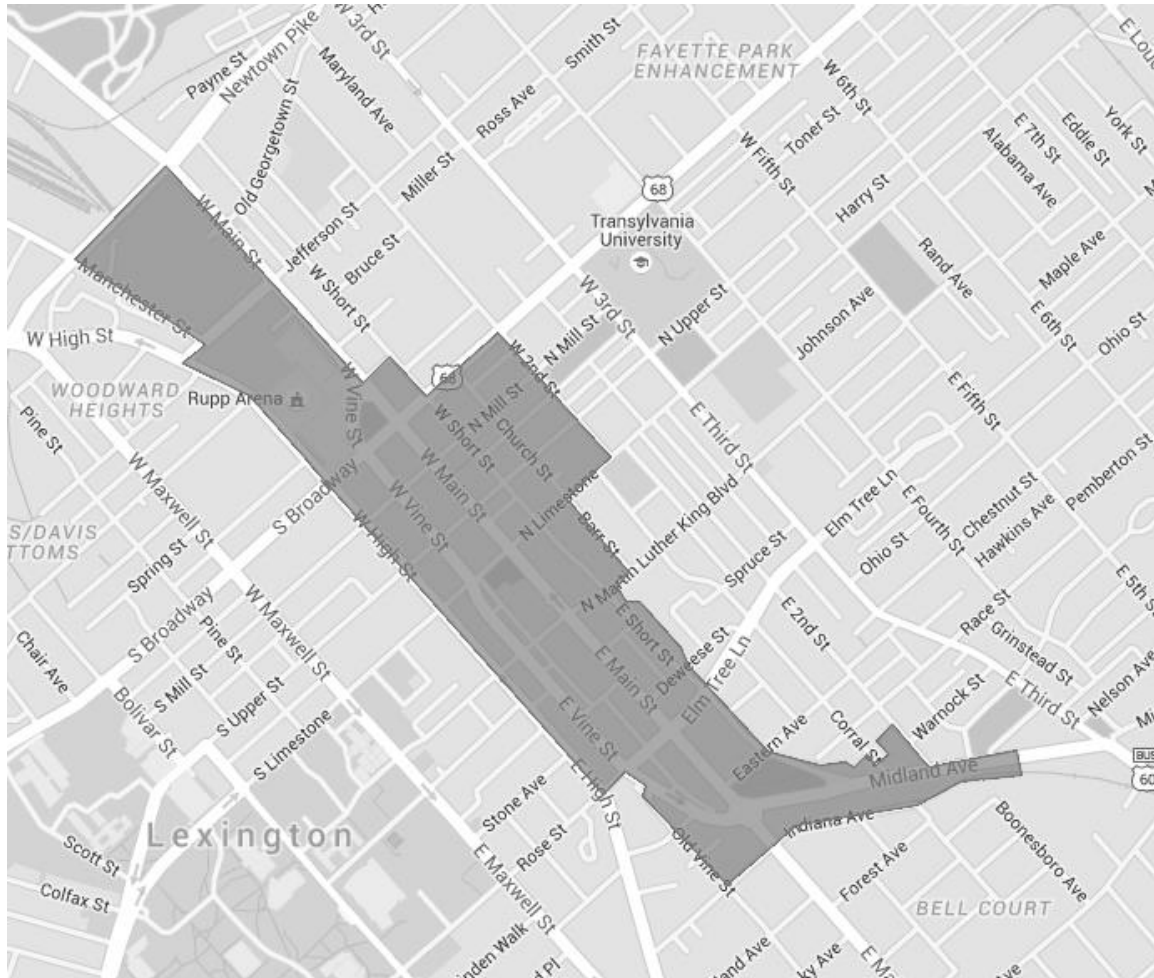 W 3rd St
Smith St
FAYETTE PARK
ENHANCEMENT
Newtown Pike
Payne St
Maryland Ave
Ross Ave
W 6th St
E 7th St
Eddie St
York St
Toner St
Alabama Ave
Old Georgetown St
Miller St
W Fifth St
68
Harry St
Transylvania
University
W Main St
Jefferson St
Bruce St
W Short St
Rand Ave
Maple Ave
Manchester St
W 3rd St
N Upper St
Johnson Ave
E 6th St
Ohio St
W High St
N Mill St
W 2nd St
68
WOODWARD
HEIGHTS
Rupp Arena
W Vine St
N Mill St
W Short St
Church St
E Third St
E Fifth St
Pine St
W Maxwell St
S Broadway
W Main St
N Limestone
Pemberton St
W Vine St
W High St
Barr St
N Martin Luther King Blvd
Elm Tree Ln
E Fourth St
Chestnut St
Hawkins Ave
S/DAVIS
TTOMS
Spring St
Spruce St
Ohio St
E 5th St
S Broadway
W Maxwell St
E Short St
E 2nd St
Race St
Grinstead St
Chair Ave
Pine St
S Mill St
Bolivar St
S Upper St
E Main St
Deweese St
Elm Tree Ln
E Third St
Nelson Ave
Warnock St
S Limestone
E Vine St
Eastern Ave
Corral St
Midland Ave
BUS
60
E High St
Stone Ave
Lexington
Indiana Ave
Boonesboro Ave
Scott St
Rose St
Old Vine St
Forest Ave
Colfax St
E Maxwell St
BELL COURT